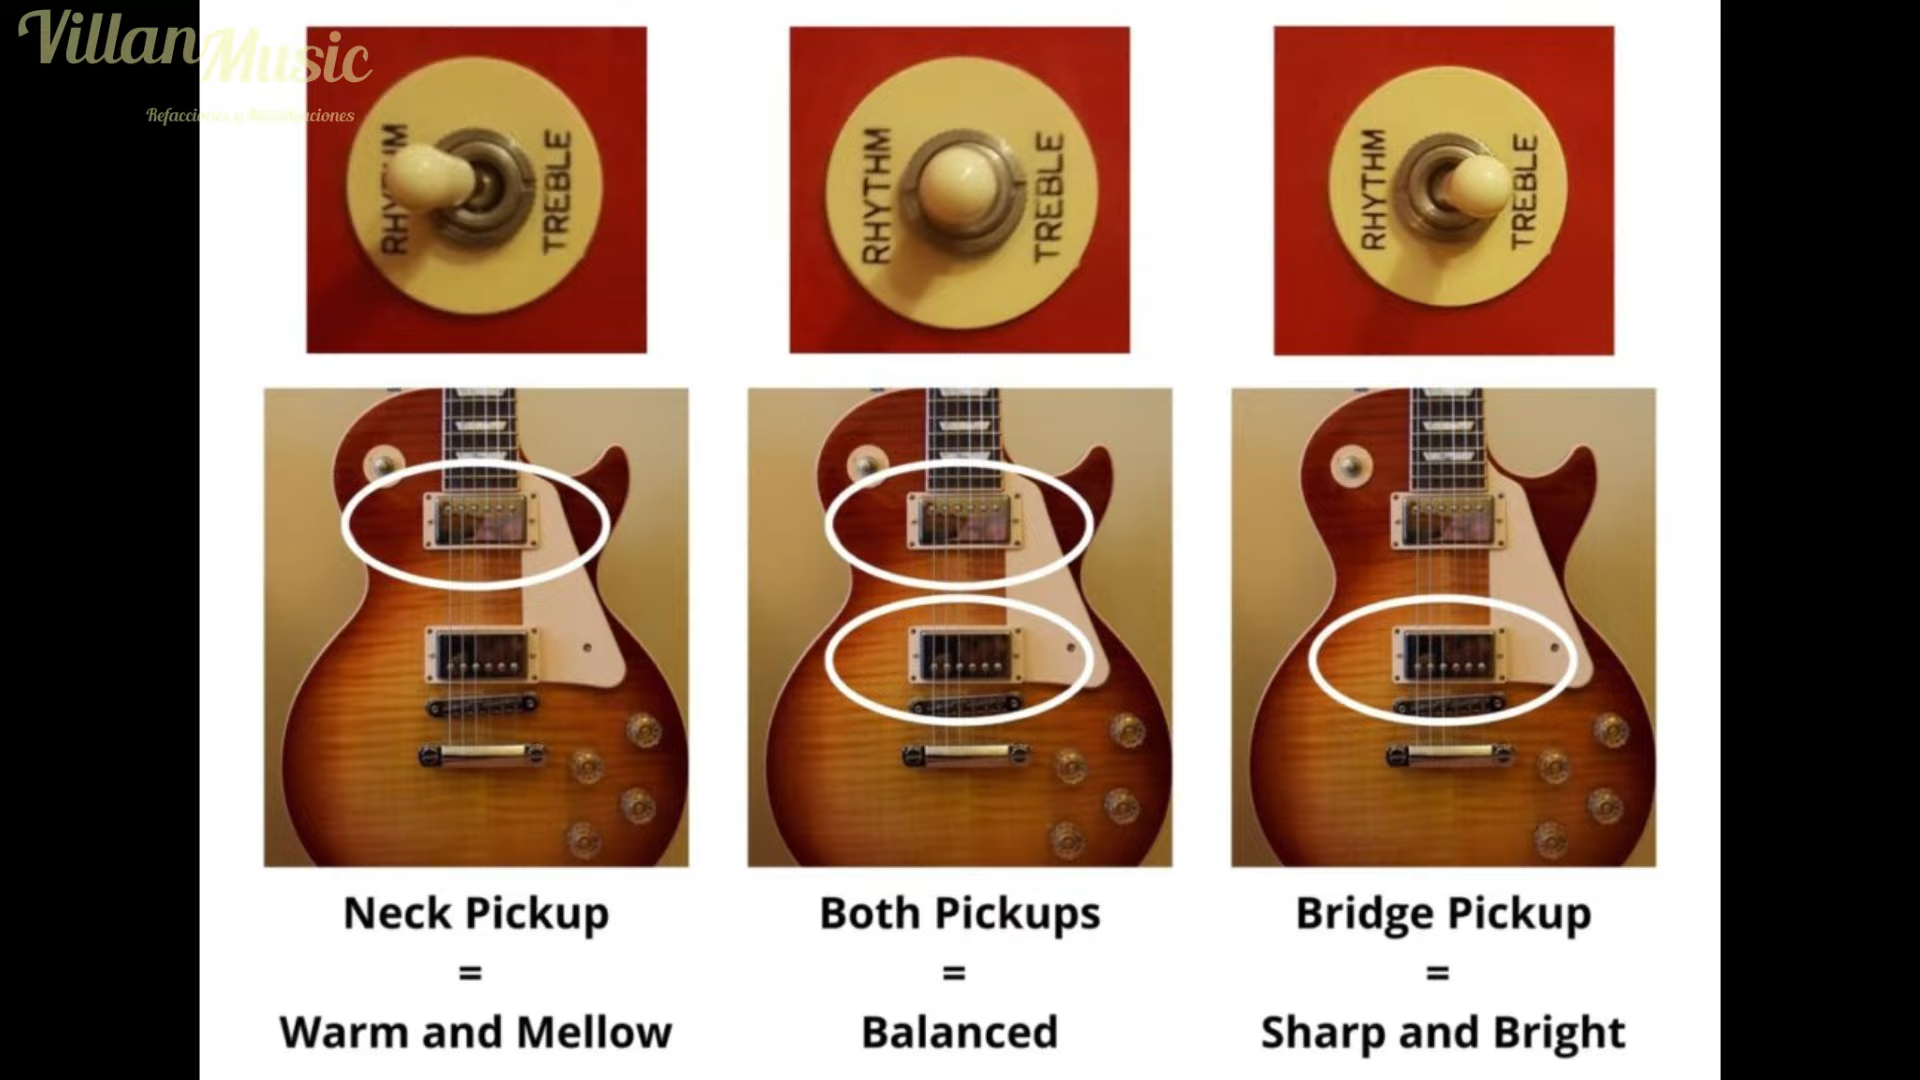 VillanMusic
Refacciones y
RHYTHM TREBLE
RHYTHM TREBLE
RHYTHM TREBLE
Neck Pickup
=
Warm and Mellow
Both Pickups
=
Balanced
Bridge Pickup
=
Sharp and Bright